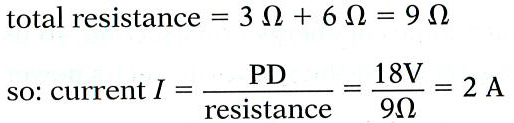 total resistance = 3 Ω + 6 Ω = 9 Ω
so: current I = PD / resistance = 18V / 9Ω = 2 A